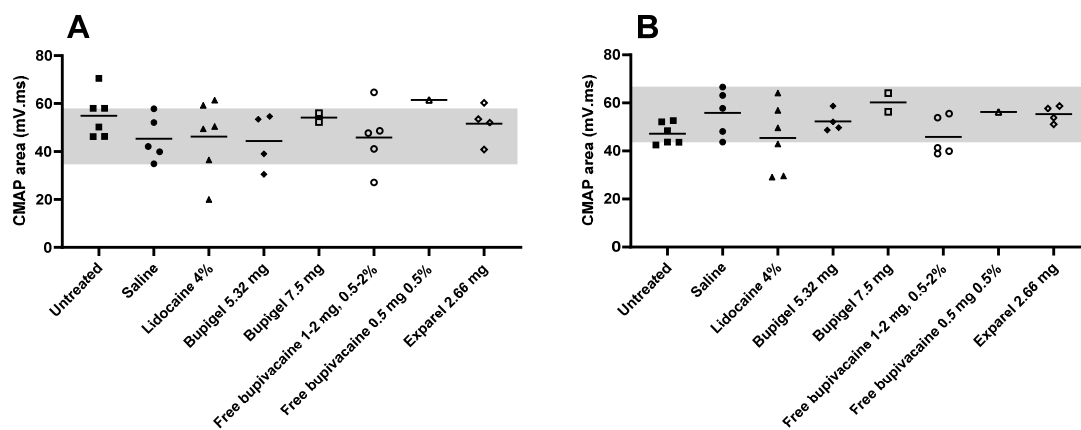 A
CMAP area (mV.ms)
80
60
40
20
0
Untreated
Saline
Lidocaine 4%
Bupigel 5.32 mg
Bupigel 7.5 mg
Free bupivacaine 1-2 mg, 0.5-2%
Free bupivacaine 0.5 mg 0.5%
Exparel 2.66 mg
B
CMAP area (mV.ms)
80
60
40
20
0
Untreated
Saline
Lidocaine 4%
Bupigel 5.32 mg
Bupigel 7.5 mg
Free bupivacaine 1-2 mg, 0.5-2%
Free bupivacaine 0.5 mg 0.5%
Exparel 2.66 mg